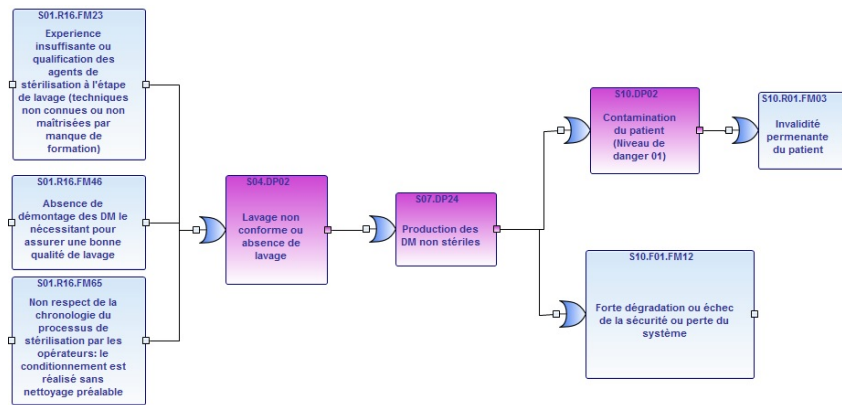 S01.R16.FM23
Experience
insuffisante ou
qualification des
agents de
stérilisation à l'étape
de lavage (techniques
non connues ou non
maîtrisées par
manque de
formation)
S01.R16.FM46
Absence de
démontage des DM le
nécessitant pour
assurer une bonne
qualité de lavage
S01.R16.FM65
Non respect de la
chronologie du
processus de
stérilisation par les
opérateurs: le
conditionnement est
réalisé sans
nettoyage préalable
S04.DP02
Lavage non
conforme ou
absence de
lavage
S07.DP24
Production des
DM non stériles
S10.DP02
Contamination
du patient
(Niveau de
danger 01)
S10.R01.FM03
Invalidité
permenante
du patient
S10.F01.FM12
Forte dégradation ou échec
de la sécurité ou perte du
système